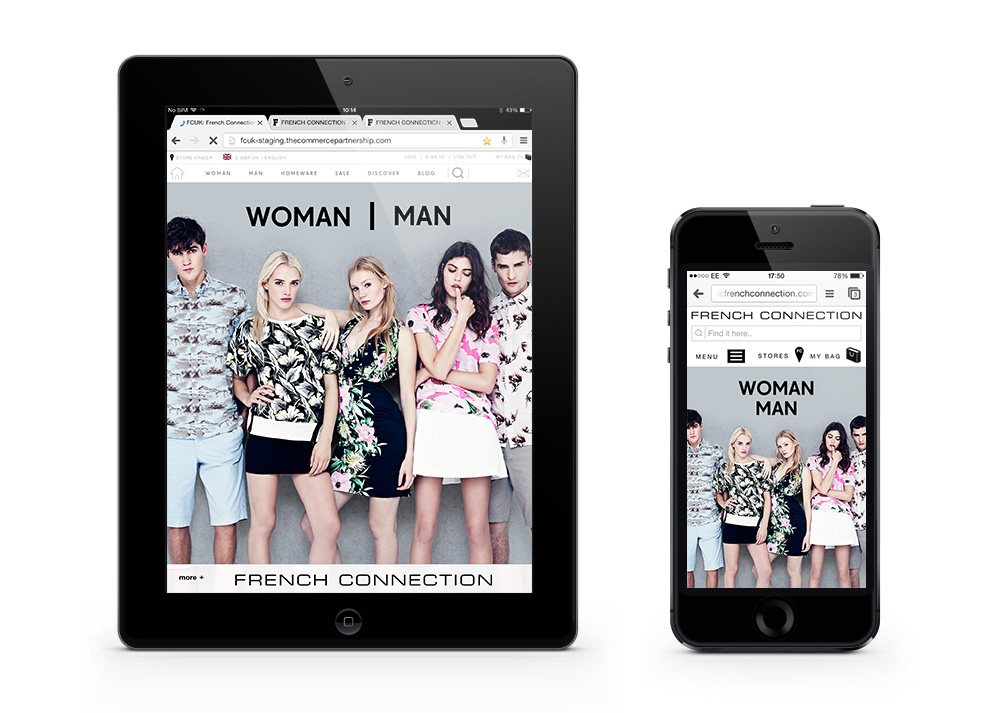 No SIM 10:14 43%
FCUK: French Connection × FRENCH CONNECTION × FRENCH CONNECTION ×
fcuk-staging.thecommercepartnership.com
STORE FINDER | GBP UK - ENGLISH JOIN | SIGN IN | LOG OUT MY BAG
WOMAN MAN HOMEWARE SALE DISCOVER BLOG
WOMAN | MAN
more +
FRENCH CONNECTION
EE 17:50 78%
.frenchconnection.com 3
FRENCH CONNECTION
Find it here..
MENU STORES MY BAG
WOMAN
MAN